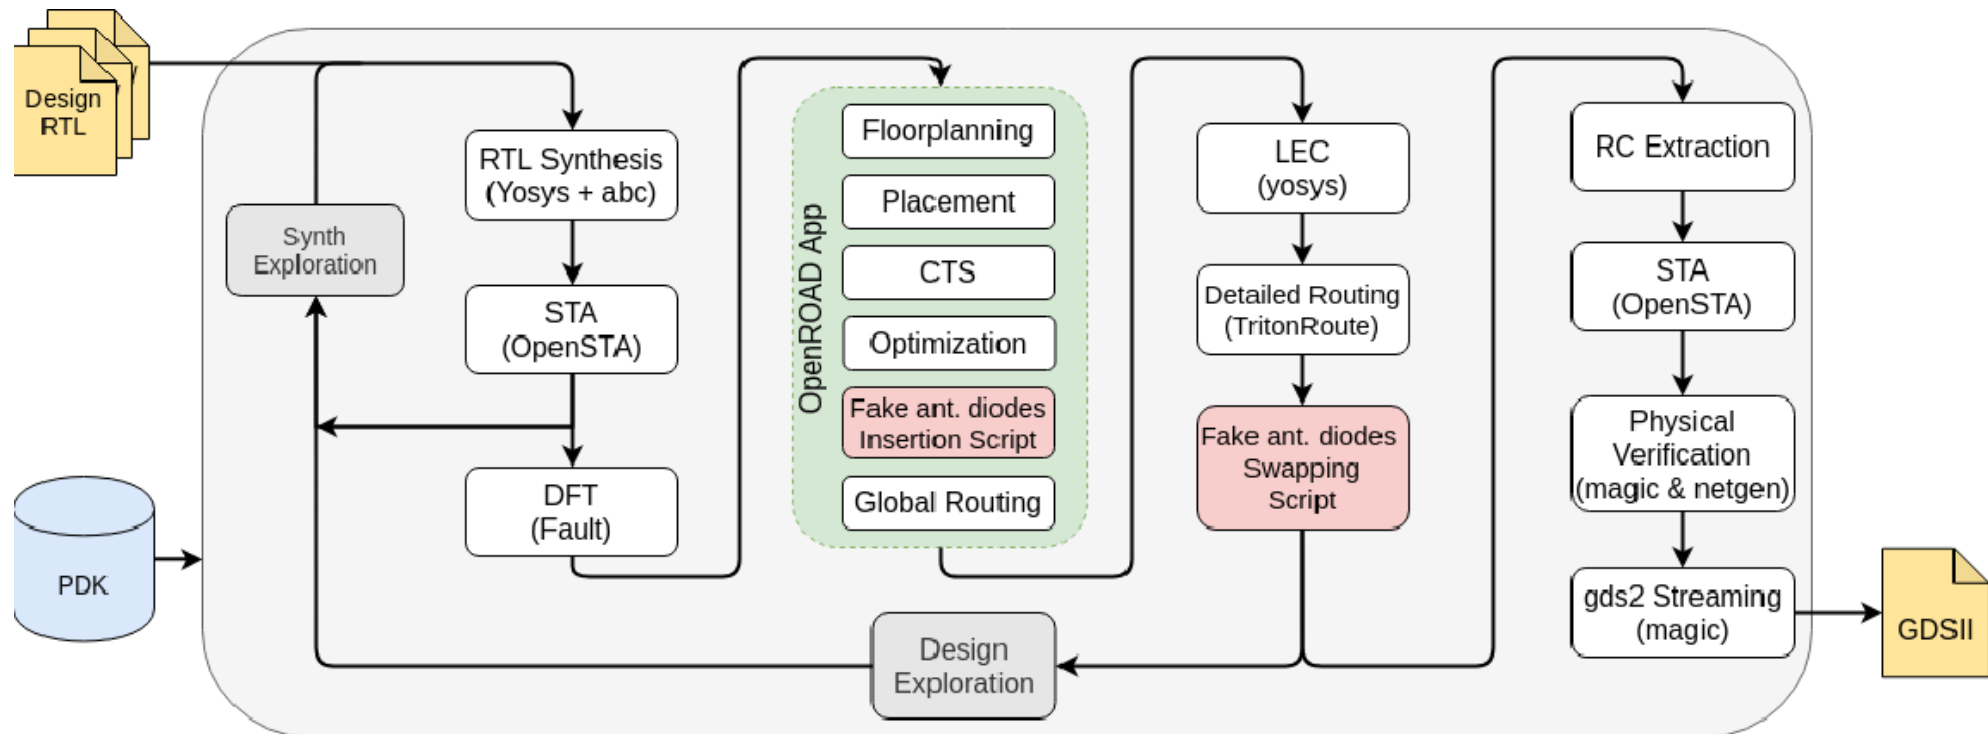 Design
RTL
PDK
Synth
Exploration
RTL Synthesis
(Yosys + abc)
STA
(OpenSTA)
DFT
(Fault)
OpenROAD App
Floorplanning
Placement
CTS
Optimization
Fake ant. diodes
Insertion Script
Global Routing
Design
Exploration
LEC
(yosys)
Detailed Routing
(TritonRoute)
Fake ant. diodes
Swapping
Script
RC Extraction
STA
(OpenSTA)
Physical
Verification
(magic & netgen)
gds2 Streaming
(magic)
GDSII